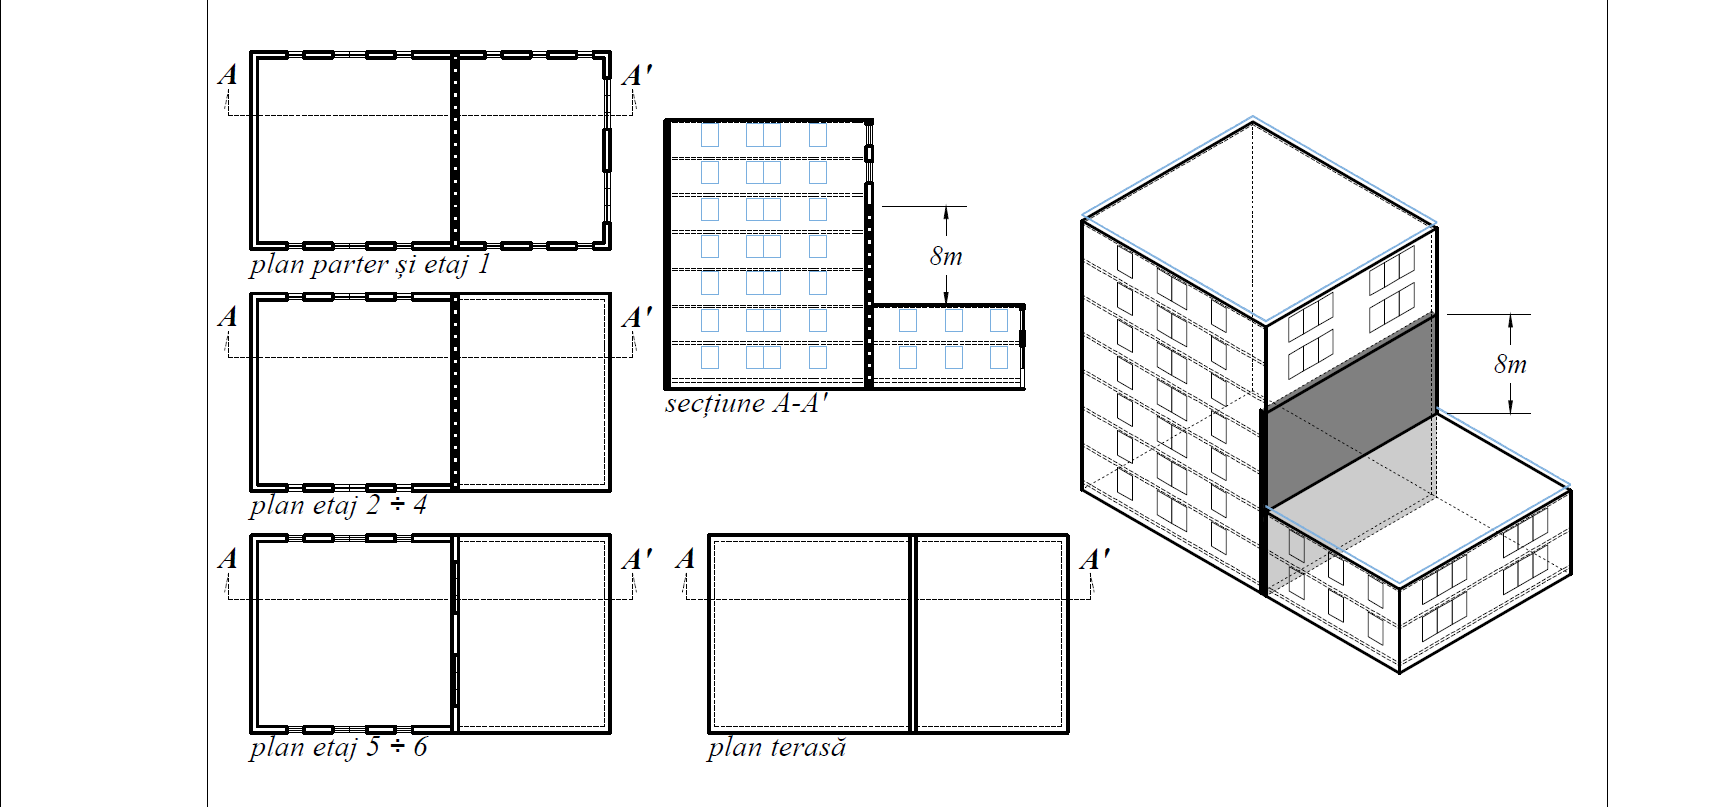 A A'
plan parter și etaj 1
A A'
plan etaj 2 ÷ 4
A A'
plan etaj 5 ÷ 6
8m
secțiune A-A'
A A'
plan terasă
8m